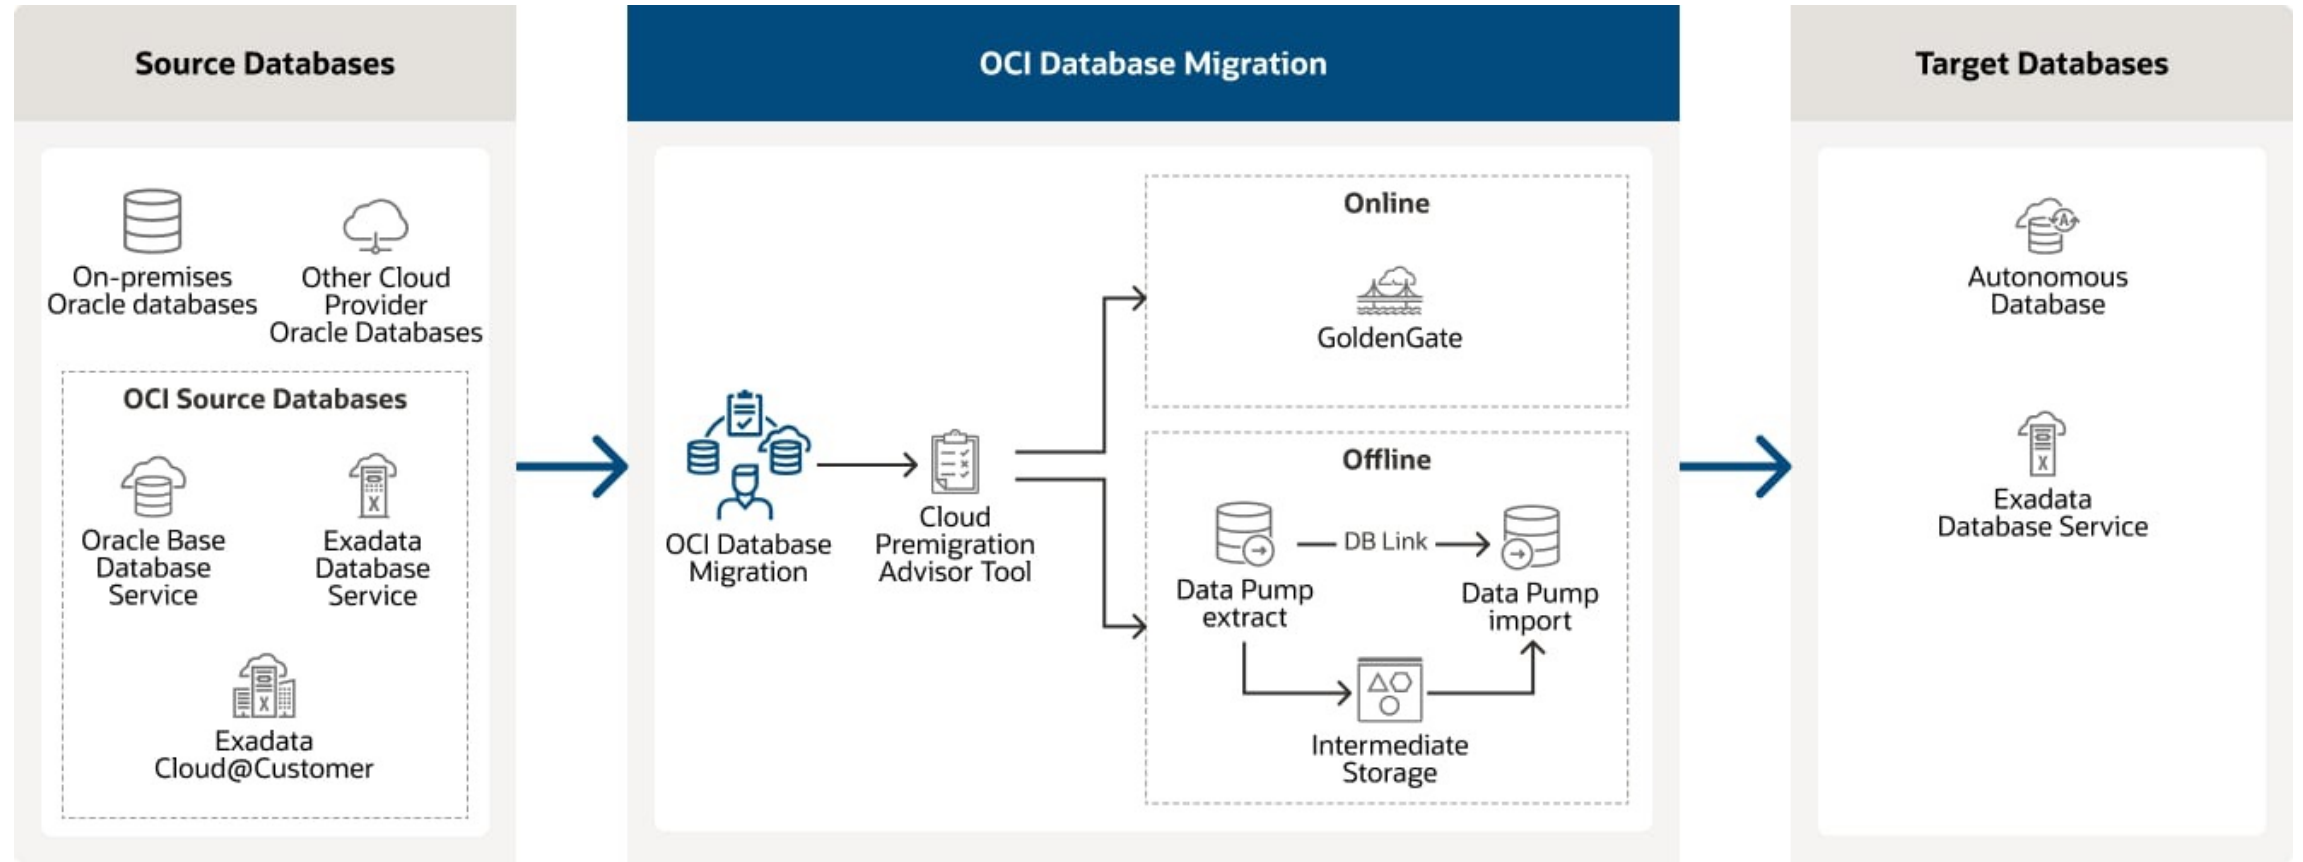 Source Databases
On-premises
Oracle databases
Other Cloud
Provider
Oracle Databases
OCI Source Databases
Oracle Base
Database
Service
Exadata
Database
Service
Exadata
Cloud@Customer
OCI Database Migration
OCI Database
Migration
Cloud
Premigration
Advisor Tool
Online
GoldenGate
Offline
Data Pump
extract
DB Link
Data Pump
import
Intermediate
Storage
Target Databases
A
Autonomous
Database
X
Exadata
Database Service